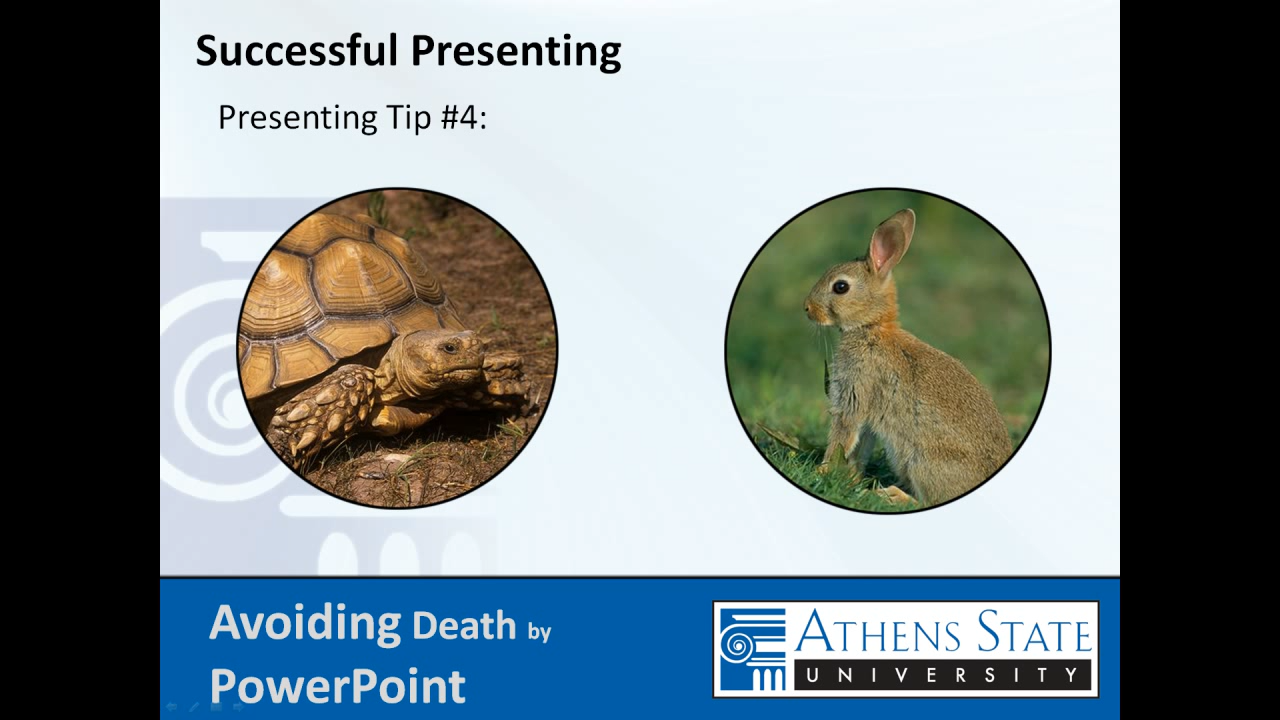 Successful Presenting
Presenting Tip #4:
Avoiding Death by
PowerPoint
ATHENS STATE
UNIVERSITY